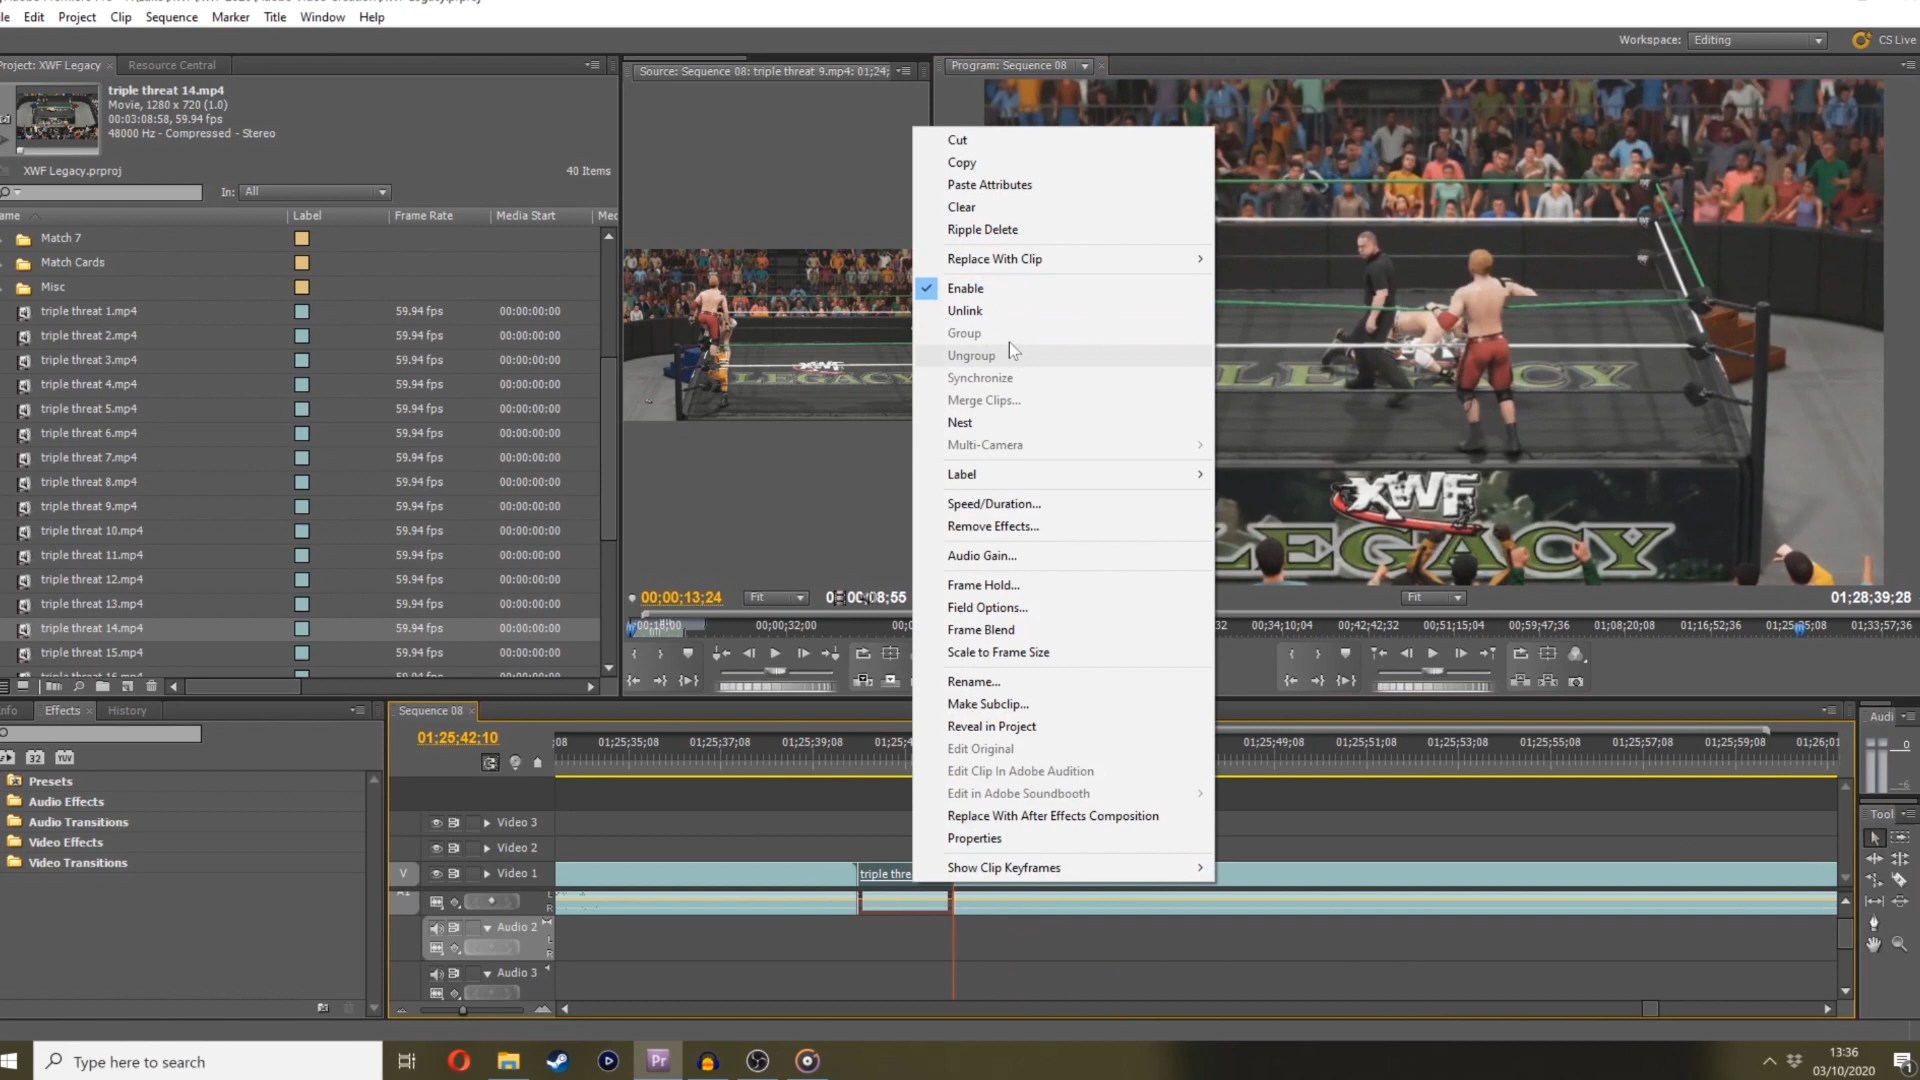 Edit Project Clip Sequence Marker Title Window Help
Workspace: Editing CS Live
Project: XWF Legacy × Resource Central
triple threat 14.mp4
Movie, 1280 x 720 (1.0)
00:03:08:58, 59.94 fps
48000 Hz - Compressed - Stereo
XWF Legacy.prproj 40 Items
In: All
Label Frame Rate Media Start
Match 7
Match Cards
Misc
triple threat 1.mp4 59.94 fps 00:00:00:00
triple threat 2.mp4 59.94 fps 00:00:00:00
triple threat 3.mp4 59.94 fps 00:00:00:00
triple threat 4.mp4 59.94 fps 00:00:00:00
triple threat 5.mp4 59.94 fps 00:00:00:00
triple threat 6.mp4 59.94 fps 00:00:00:00
triple threat 7.mp4 59.94 fps 00:00:00:00
triple threat 8.mp4 59.94 fps 00:00:00:00
triple threat 9.mp4 59.94 fps 00:00:00:00
triple threat 10.mp4 59.94 fps 00:00:00:00
triple threat 11.mp4 59.94 fps 00:00:00:00
triple threat 12.mp4 59.94 fps 00:00:00:00
triple threat 13.mp4 59.94 fps 00:00:00:00
triple threat 14.mp4 59.94 fps 00:00:00:00
triple threat 15.mp4 59.94 fps 00:00:00:00
Source: Sequence 08: triple threat 9.mp4: 01;24;
XWF
LEGACY
00;00;13;24 Fit
00;00;32;00
Cut
Copy
Paste Attributes
Clear
Ripple Delete
Replace With Clip
Enable
Unlink
Group
Ungroup
Synchronize
Merge Clips...
Nest
Multi-Camera
Label
Speed/Duration...
Remove Effects...
Audio Gain...
Frame Hold...
Field Options...
Frame Blend
Scale to Frame Size
Rename...
Make Subclip...
Reveal in Project
Edit Original
Edit Clip In Adobe Audition
Edit in Adobe Soundbooth
Replace With After Effects Composition
Properties
Show Clip Keyframes
Program: Sequence 08
LEGACY
XWF
LEGACY
Fit 01;28;39;28
00;34;10;04 00;42;42;32 00;51;15;04 00;59;47;36 01;08;20;08 01;16;52;36 01;33;57;36
Effects × History
32 YUV
Presets
Audio Effects
Audio Transitions
Video Effects
Video Transitions
Sequence 08 ×
01;25;42;10
;08 01;25;35;08 01;25;37;08 01;25;39;08 01;25;49;08 01;25;51;08 01;25;53;08 01;25;55;08 01;25;57;08 01;25;59;08 01;26;01
Video 3
Video 2
V Video 1 triple thre
L
R
Audio 2
L
R
Audio 3
Audi
0
-6
Tool
Type here to search
Pr
13:36
03/10/2020